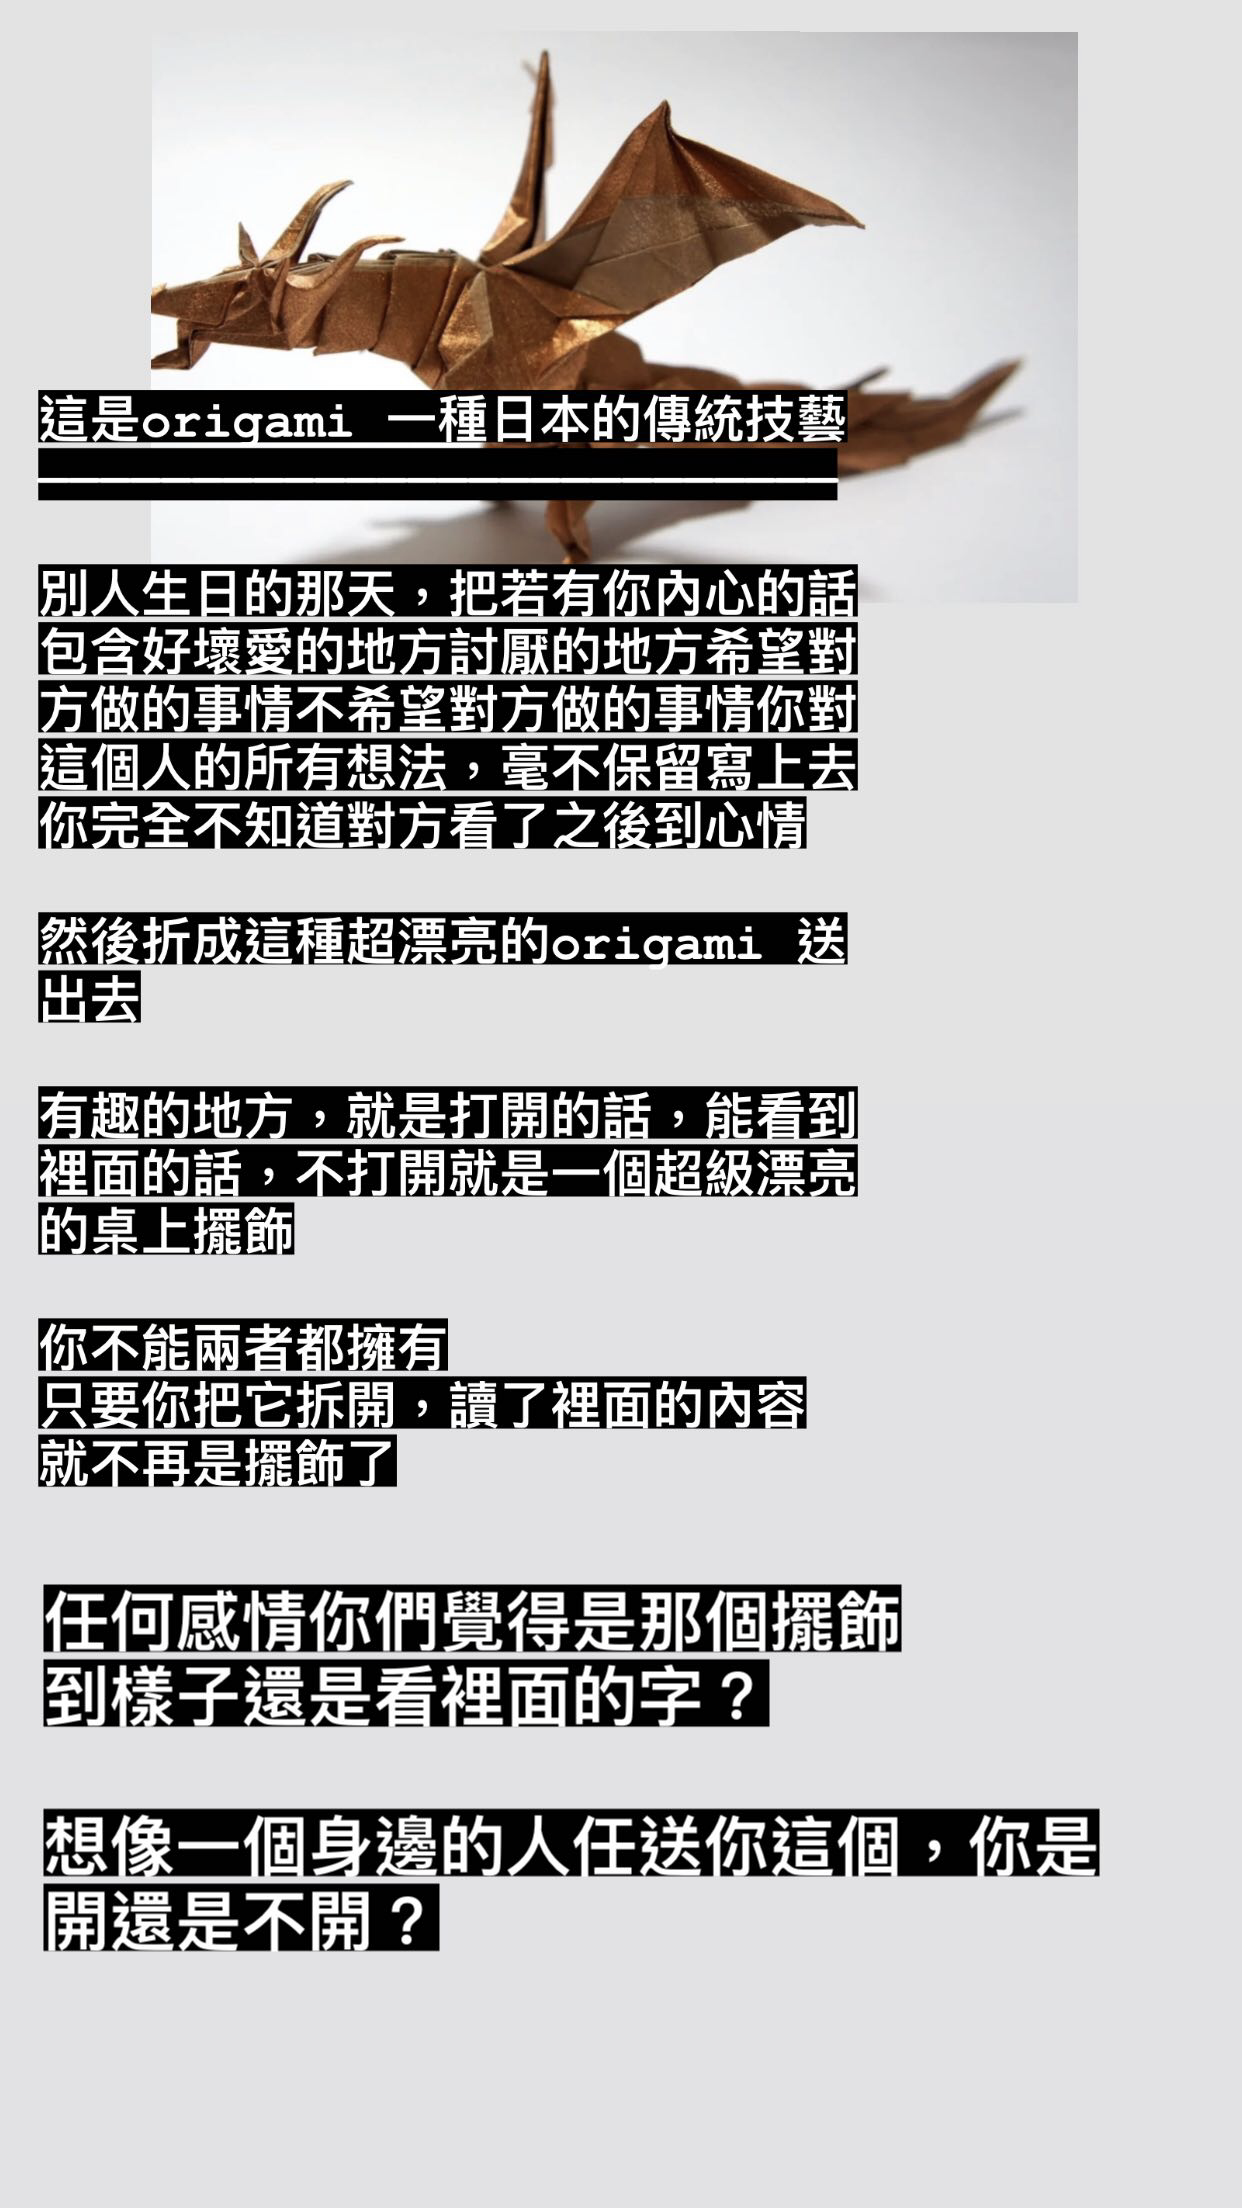 這是origami 一種日本的傳統技藝
——————————————————————————
別人生日的那天，把若有你內心的話
包含好壞愛的地方討厭的地方希望對
方做的事情不希望對方做的事情你對
這個人的所有想法，毫不保留寫上去
你完全不知道對方看了之後到心情
然後折成這種超漂亮的origami 送
出去
有趣的地方，就是打開的話，能看到
裡面的話，不打開就是一個超級漂亮
的桌上擺飾
你不能兩者都擁有
只要你把它拆開，讀了裡面的內容
就不再是擺飾了
任何感情你們覺得是那個擺飾
到樣子還是看裡面的字？
想像一個身邊的人任送你這個，你是
開還是不開？